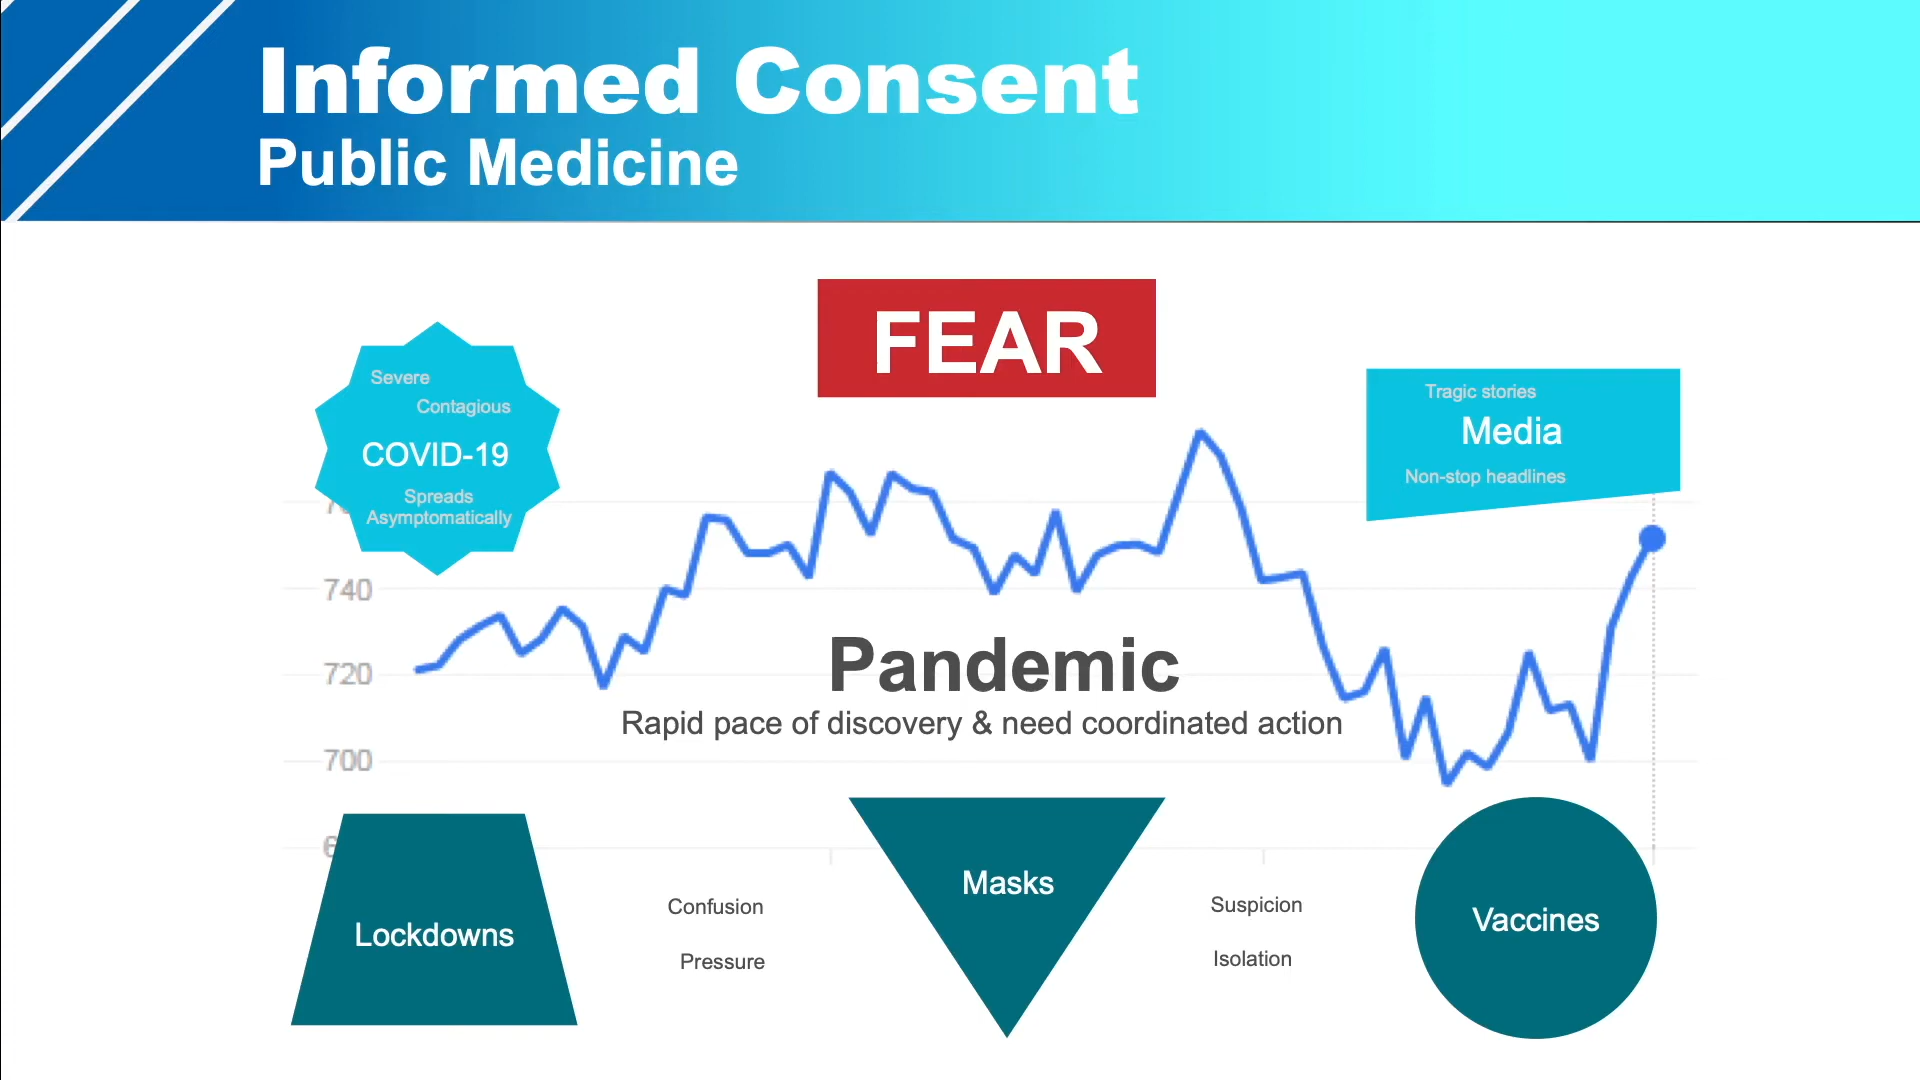 Informed Consent
Public Medicine
FEAR
Severe
Contagious
COVID-19
Spreads
Asymptomatically
Tragic stories
Media
Non-stop headlines
740
720
700
Pandemic
Rapid pace of discovery & need coordinated action
Lockdowns
Confusion
Pressure
Masks
Suspicion
Isolation
Vaccines